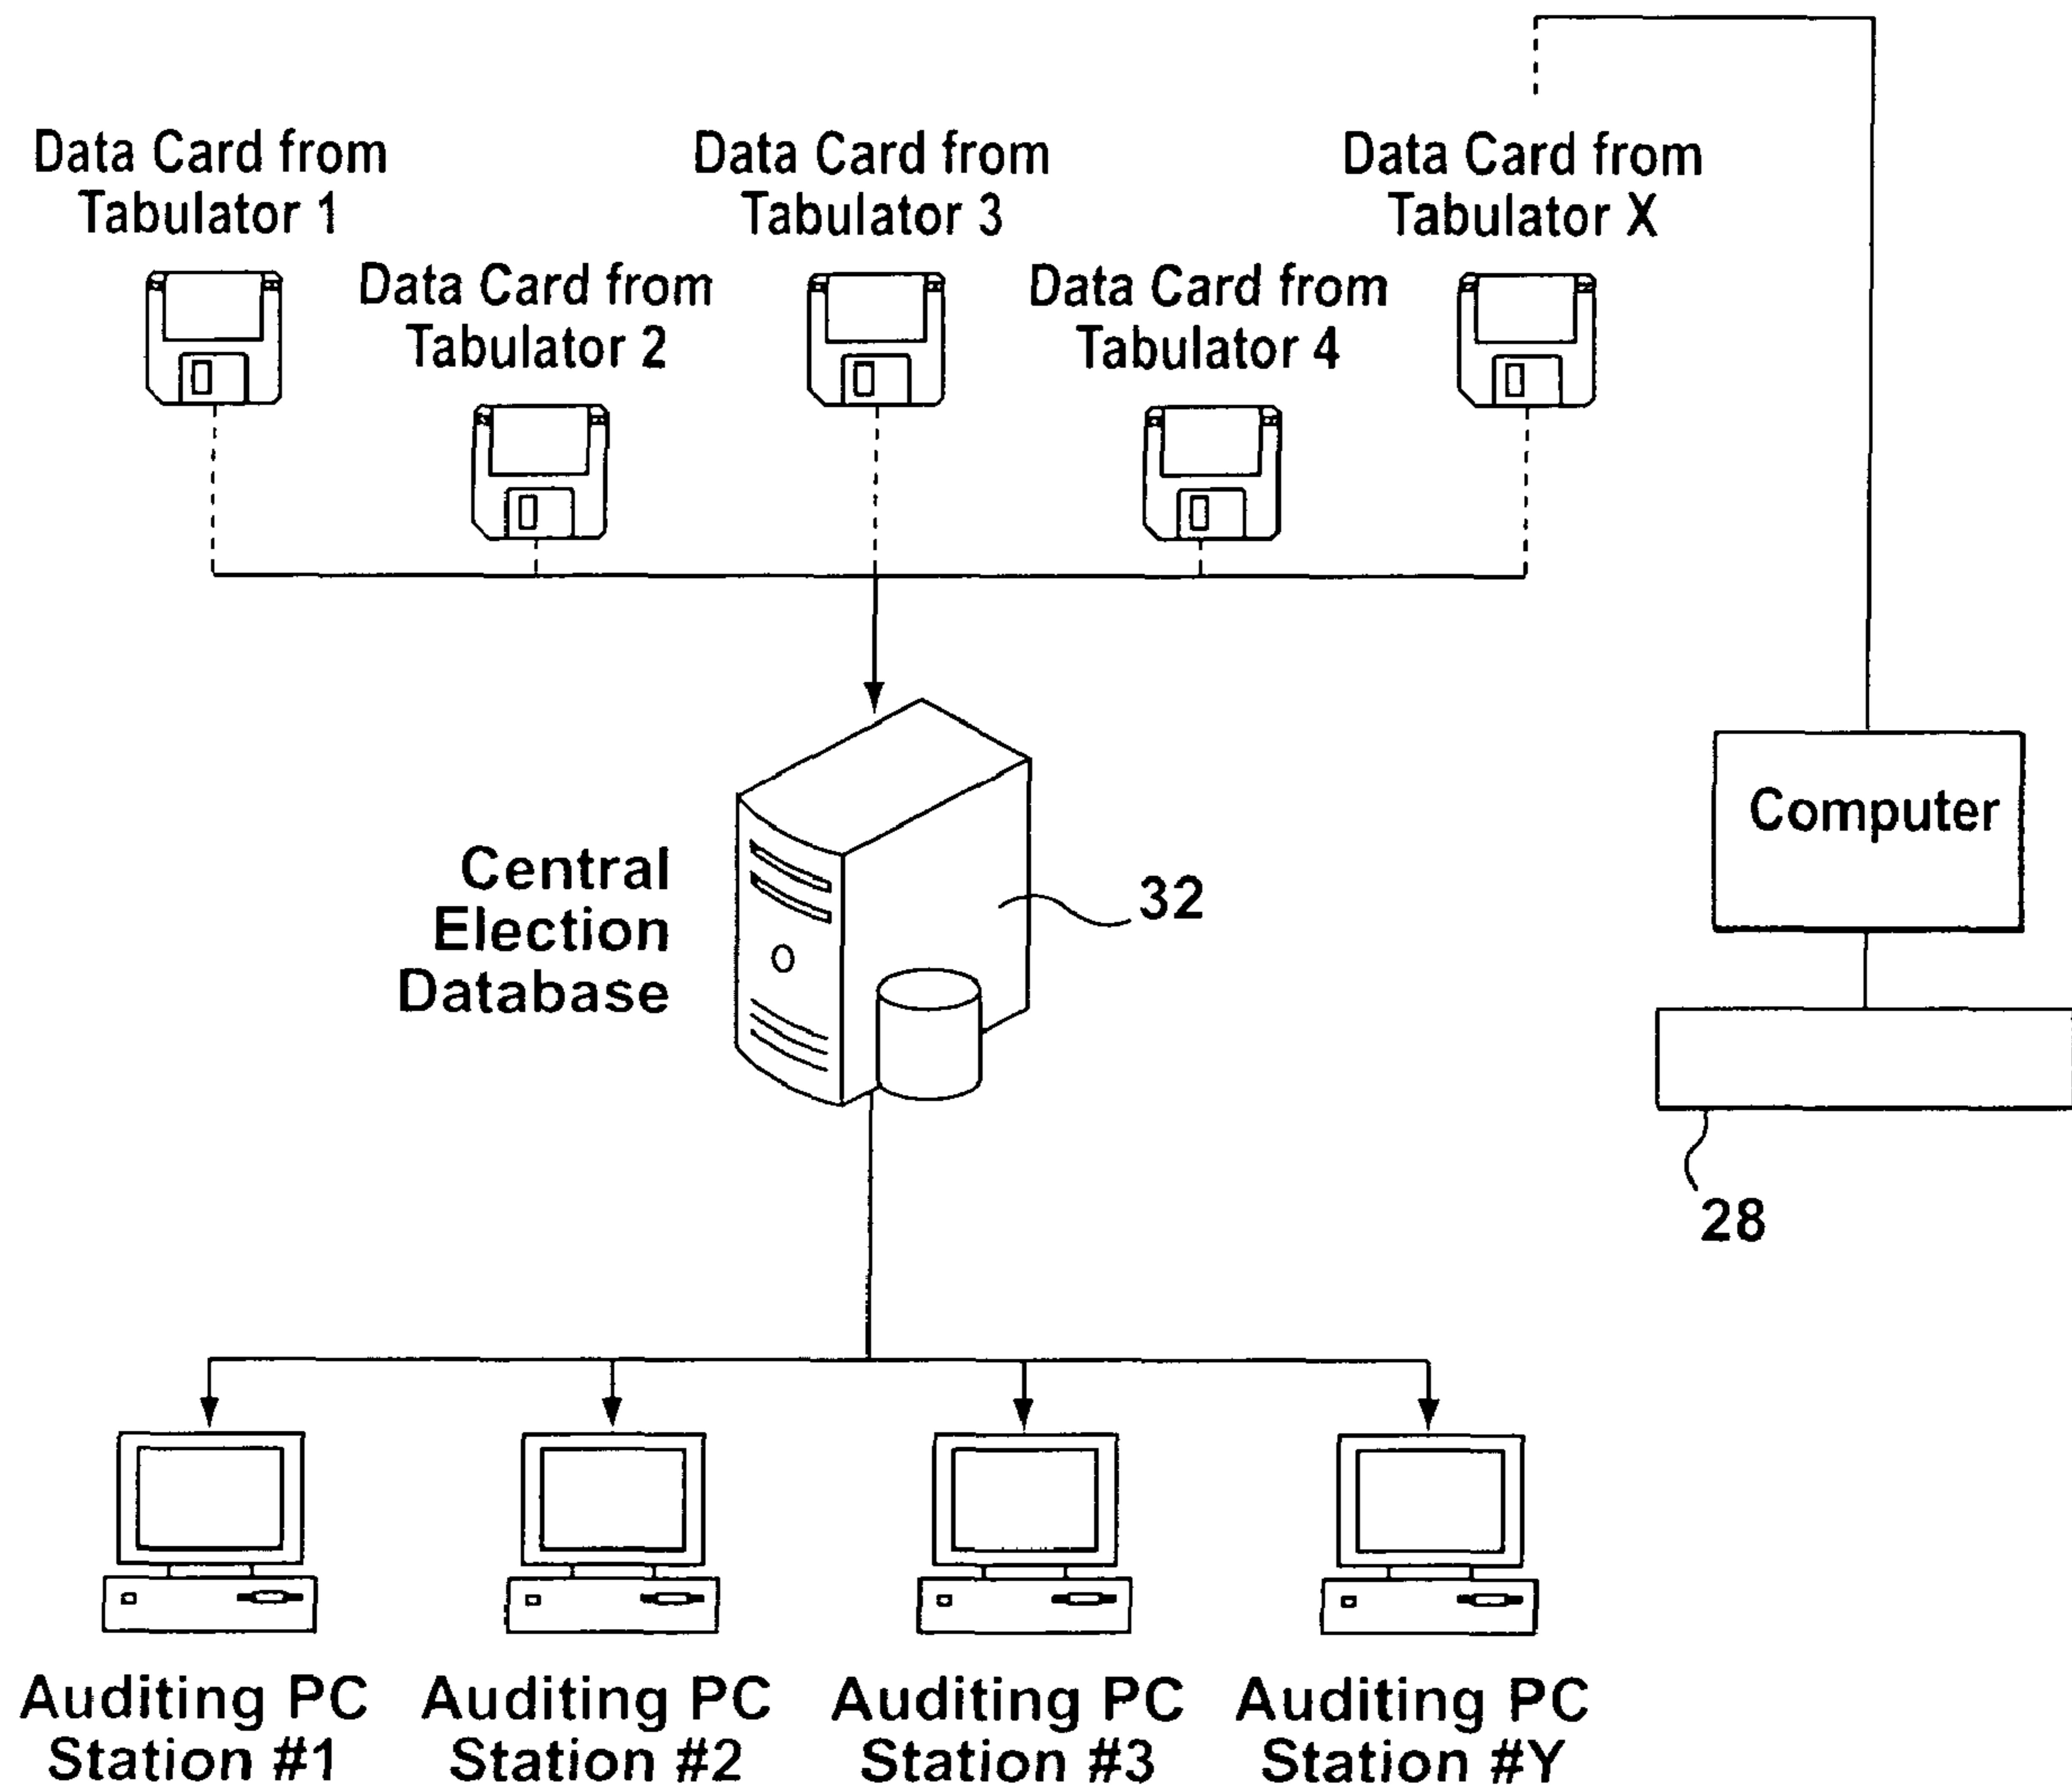 Data Card from
Tabulator 1
Data Card from
Tabulator 2
Data Card from
Tabulator 3
Data Card from
Tabulator 4
Data Card from
Tabulator X
Computer
Central
Election
Database
32
28
Auditing PC
Station #1
Auditing PC
Station #2
Auditing PC
Station #3
Auditing PC
Station #Y